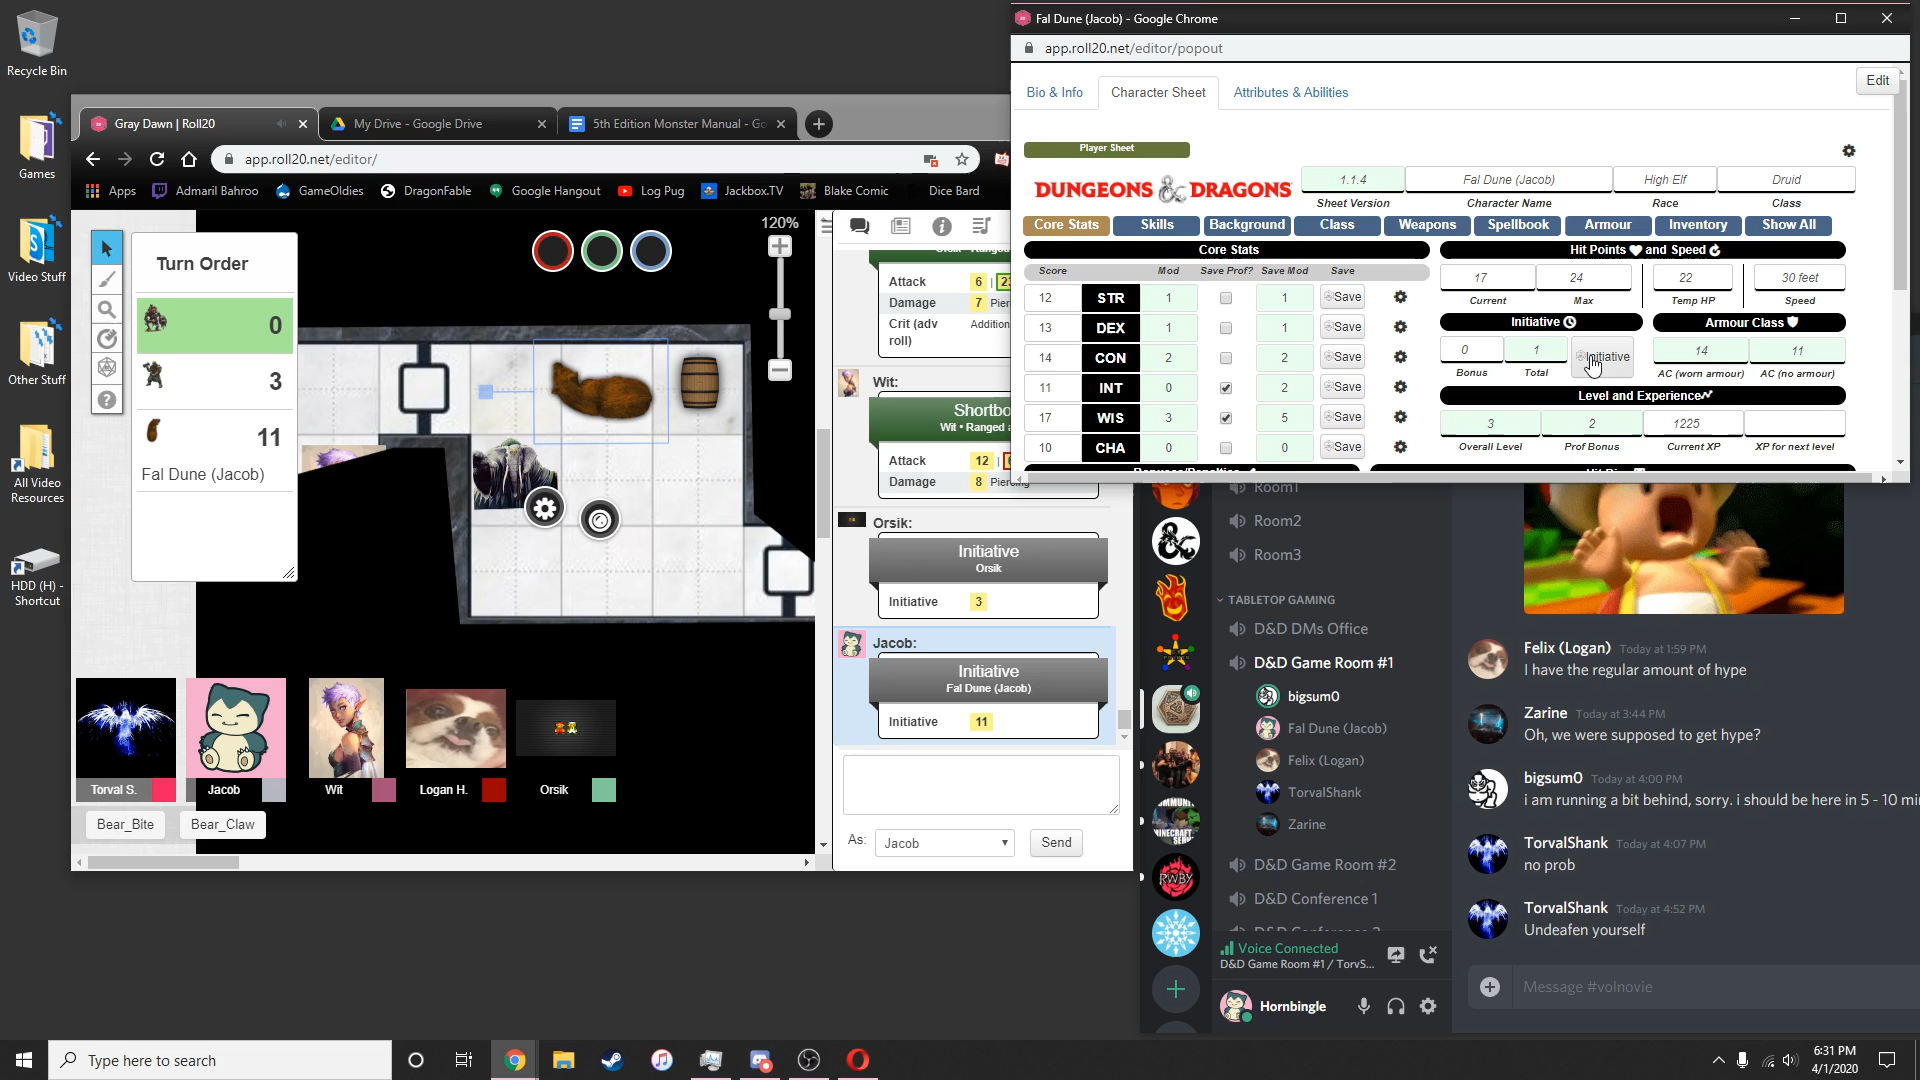 Recycle Bin
Games
Video Stuff
Other Stuff
All Video
Resources
HDD (H) -
Shortcut
Gray Dawn | Roll20
My Drive - Google Drive
5th Edition Monster Manual - Go
app.roll20.net/editor/
Apps
Admaril Bahroo
GameOldies
DragonFable
Google Hangout
Log Pug
Jackbox.TV
Blake Comic
Dice Bard
Turn Order
0
3
11
Fal Dune (Jacob)
120%
Attack 6
Damage 7
Crit (adv
roll)
Wit:
Attack 12
Damage 8
Orsik:
Initiative
Orsik
Initiative 3
Jacob:
Initiative
Fal Dune (Jacob)
Initiative 11
As: Jacob Send
Torval S.
Jacob
Wit
Logan H.
Orsik
Bear_Bite
Bear_Claw
Fal Dune (Jacob) - Google Chrome
app.roll20.net/editor/popout
Bio & Info
Character Sheet
Attributes & Abilities
Edit
Player Sheet
DUNGEONS & DRAGONS
1.1.4 Fal Dune (Jacob) High Elf Druid
Sheet Version Character Name Race Class
Core Stats Skills Background Class Weapons Spellbook Armour Inventory Show All
Core Stats
Score Mod Save Prof? Save Mod Save
12 STR 1 1 Save
13 DEX 1 1 Save
14 CON 2 2 Save
11 INT 0 2 Save
17 WIS 3 5 Save
10 CHA 0 0 Save
Hit Points and Speed
17 24 22 30 feet
Current Max Temp HP Speed
Initiative
Armour Class
0 1 Initiative 14 11
Bonus Total AC (worn armour) AC (no armour)
Level and Experience
3 2 1225
Overall Level Prof Bonus Current XP XP for next level
Room1
Room2
Room3
TABLETOP GAMING
D&D DMs Office
D&D Game Room #1
bigsum0
Fal Dune (Jacob)
Felix (Logan)
TorvalShank
Zarine
D&D Game Room #2
D&D Conference 1
Voice Connected
D&D Game Room #1 / TorvS...
Hornbingle
RWBY
Felix (Logan) Today at 1:59 PM
I have the regular amount of hype
Zarine Today at 3:44 PM
Oh, we were supposed to get hype?
bigsum0 Today at 4:00 PM
i am running a bit behind, sorry. i should be here in 5 - 10 mi
TorvalShank Today at 4:07 PM
no prob
TorvalShank Today at 4:52 PM
Undeafen yourself
Message #volnovie
Type here to search
6:31 PM
4/1/2020